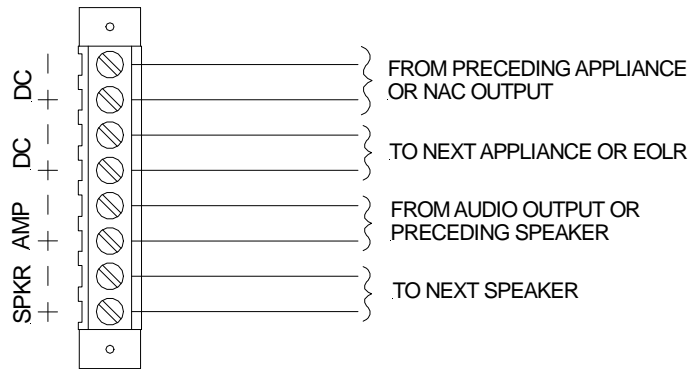 DC − +
FROM PRECEDING APPLIANCE
OR NAC OUTPUT
DC − +
TO NEXT APPLIANCE OR EOLR
AMP − +
FROM AUDIO OUTPUT OR
PRECEDING SPEAKER
SPKR − +
TO NEXT SPEAKER